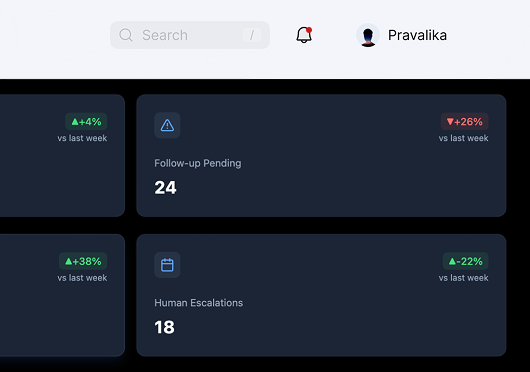 Search /
Pravalika
▲+4%
vs last week
▼+26%
vs last week
Follow-up Pending
24
▲+38%
vs last week
▲-22%
vs last week
Human Escalations
18